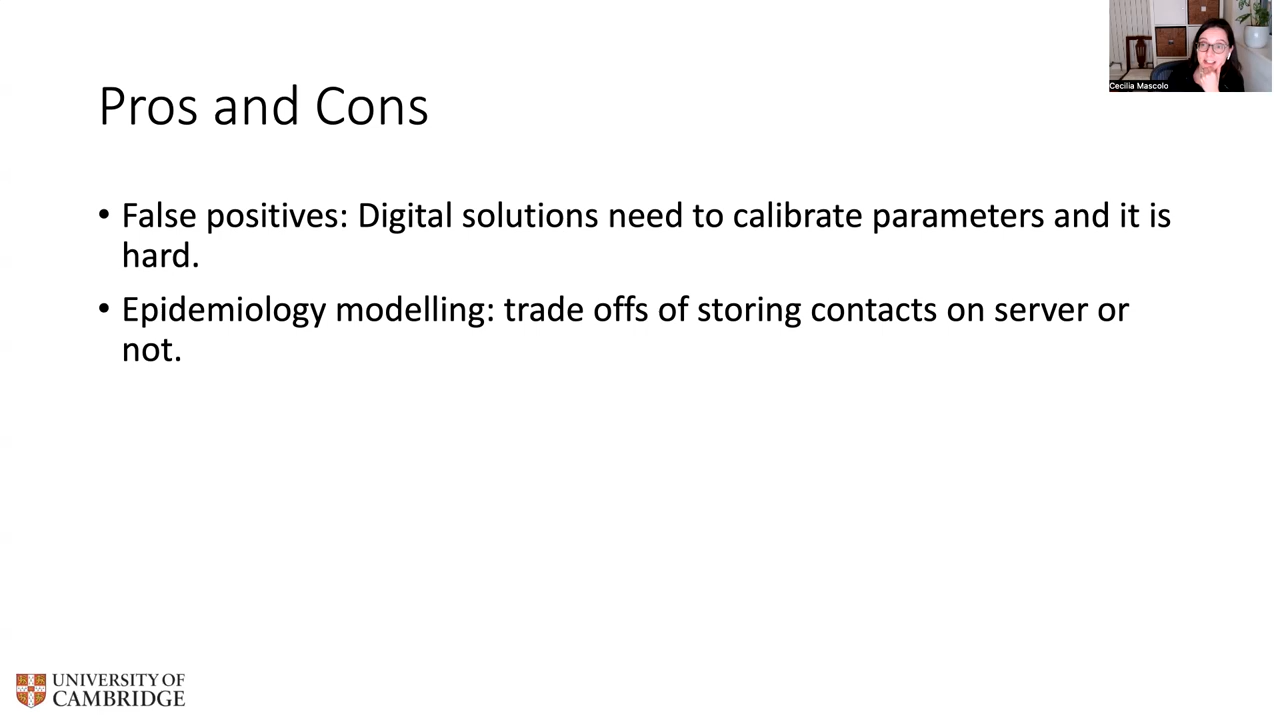 Cecilia Mascolo
Pros and Cons
• False positives: Digital solutions need to calibrate parameters and it is
hard.
• Epidemiology modelling: trade offs of storing contacts on server or
not.
UNIVERSITY OF
CAMBRIDGE